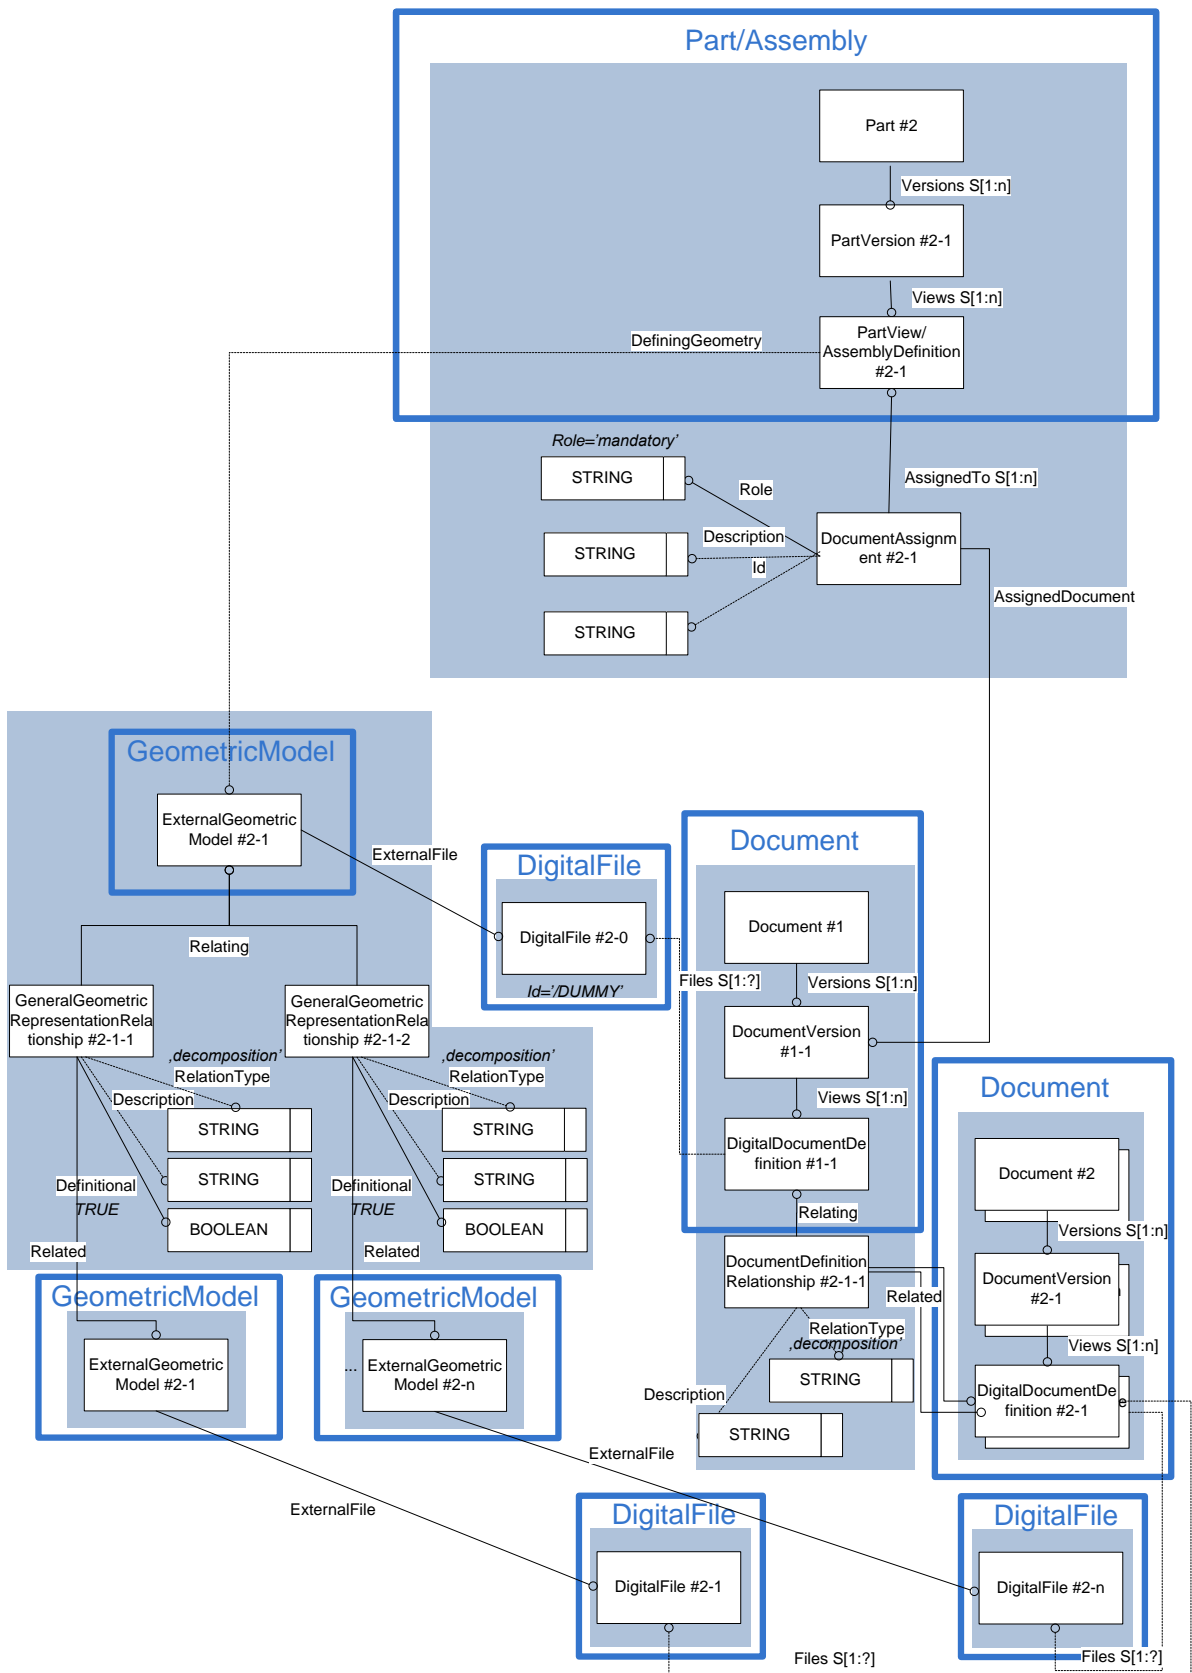 Part/Assembly
Part #2
Versions S[1:n]
PartVersion #2-1
Views S[1:n]
PartView/
AssemblyDefinition
#2-1
DefiningGeometry
Role='mandatory'
STRING
Role
AssignedTo S[1:n]
Description
STRING
Id
DocumentAssignm
ent #2-1
AssignedDocument
STRING
GeometricModel
ExternalGeometric
Model #2-1
ExternalFile
Relating
DigitalFile
DigitalFile #2-0
Id='/DUMMY'
Document
Document #1
Files S[1:?]
Versions S[1:n]
DocumentVersion
#1-1
Views S[1:n]
DigitalDocumentDe
finition #1-1
Relating
GeneralGeometric
RepresentationRela
tionship #2-1-1
GeneralGeometric
RepresentationRela
tionship #2-1-2
‚decomposition’
RelationType
Description
STRING
STRING
Definitional
TRUE
BOOLEAN
Related
‚decomposition’
RelationType
Description
STRING
STRING
Definitional
TRUE
BOOLEAN
Related
DocumentDefinition
Relationship #2-1-1
Related
RelationType
‚decomposition’
STRING
Description
STRING
Document
Document #2
Versions S[1:n]
DocumentVersion
#2-1
Views S[1:n]
DigitalDocumentDe
finition #2-1
e
GeometricModel
ExternalGeometric
Model #2-1
GeometricModel
...
ExternalGeometric
Model #2-n
ExternalFile
ExternalFile
DigitalFile
DigitalFile #2-1
Files S[1:?]
DigitalFile
DigitalFile #2-n
Files S[1:?]